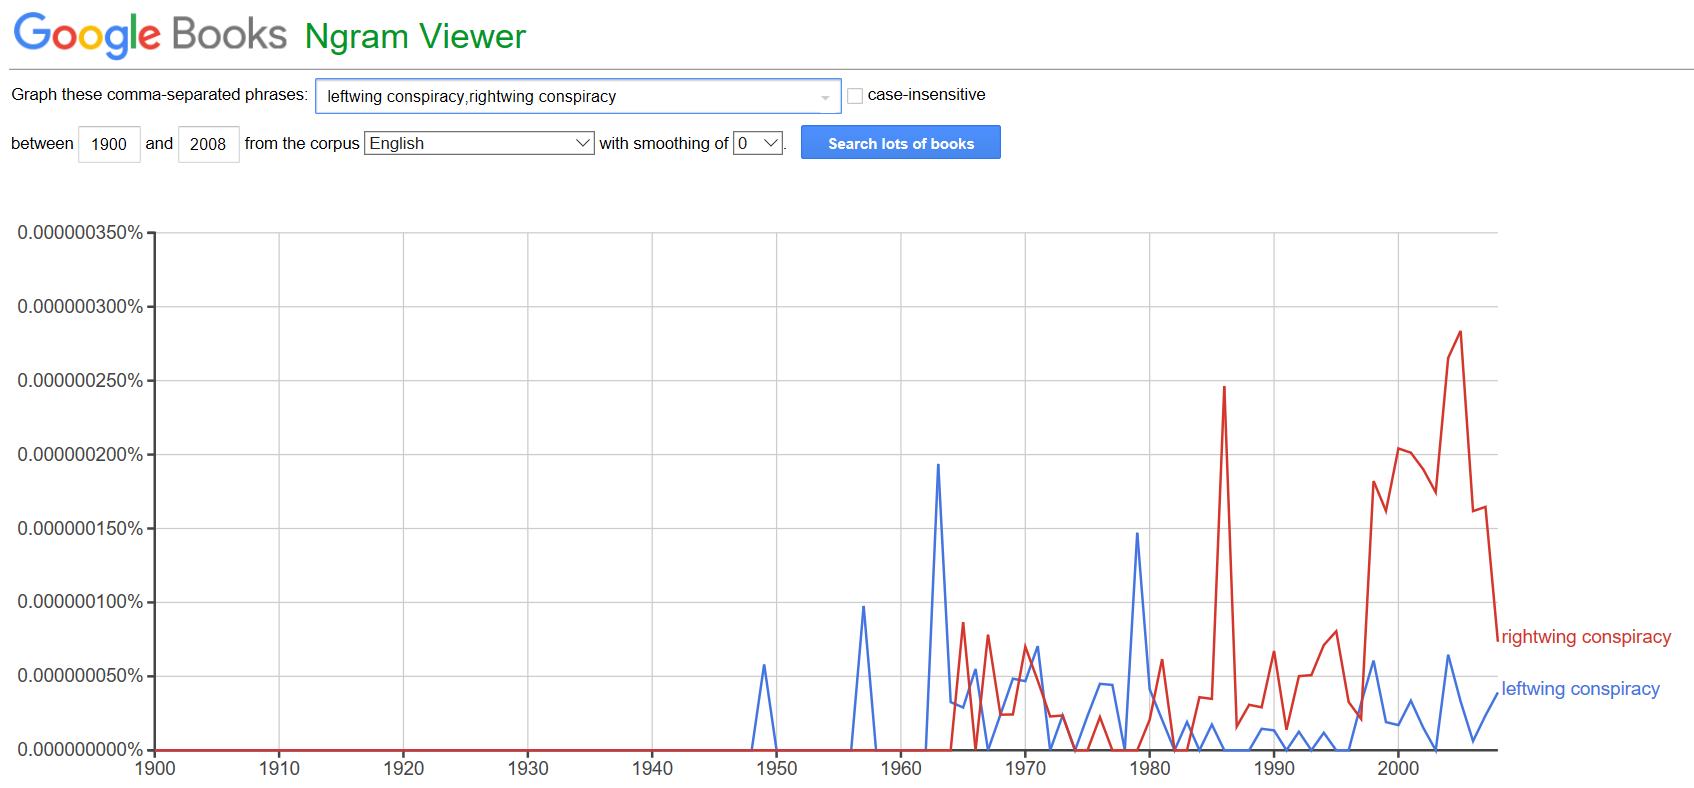 Google Books Ngram Viewer
Graph these comma-separated phrases: leftwing conspiracy,rightwing conspiracy case-insensitive
between 1900 and 2008 from the corpus English with smoothing of 0 . Search lots of books
0.000000350%
0.000000300%
0.000000250%
0.000000200%
0.000000150%
0.000000100%
rightwing conspiracy
0.000000050%
leftwing conspiracy
0.000000000%
1900 1910 1920 1930 1940 1950 1960 1970 1980 1990 2000